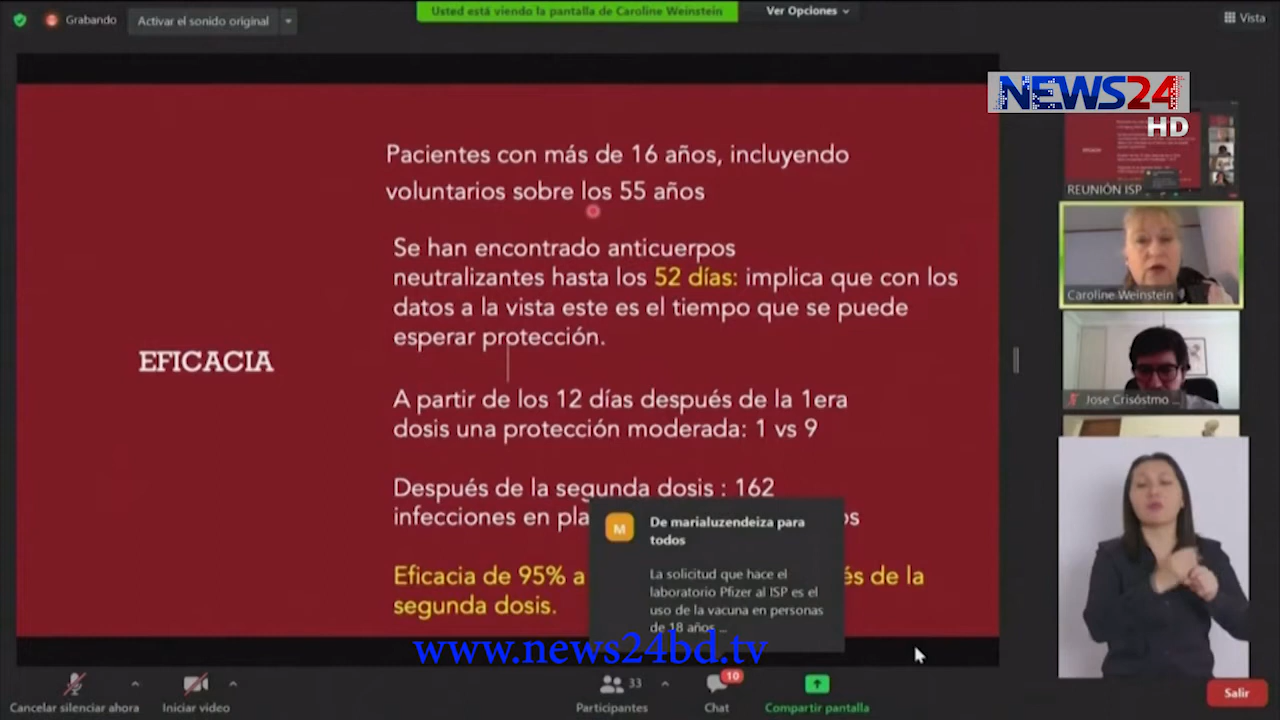 Grabando
Activar el sonido original
Usted está viendo la pantalla de Caroline Weinstein
Ver Opciones
Vista
NEWS24
HD
Pacientes con más de 16 años, incluyendo
voluntarios sobre los 55 años
Se han encontrado anticuerpos
neutralizantes hasta los 52 días: implica que con los
datos a la vista este es el tiempo que se puede
esperar protección.
EFICACIA
A partir de los 12 días después de la 1era
dosis una protección moderada: 1 vs 9
Después de la segunda dosis : 162
infecciones en pla
os
Eficacia de 95% a
és de la
segunda dosis.
M
De marialuzendeiza para
todos
La solicitud que hace el
laboratorio Pfizer al ISP es el
uso de la vacuna en personas
de 18 años ...
www.news24bd.tv
REUNIÓN ISP
Caroline Weinstein
Jose Crisóstmo ...
Cancelar silenciar ahora
Iniciar video
33
Participantes
10
Chat
Compartir pantalla
Salir